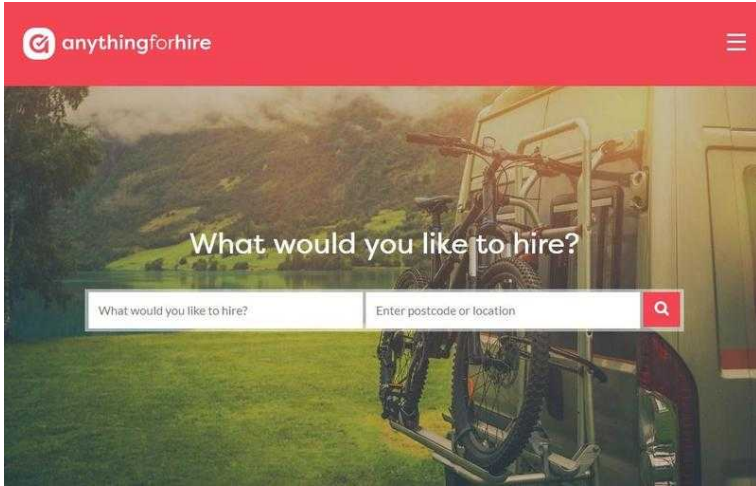 anythingforhire
What would you like to hire?
What would you like to hire? Enter postcode or location